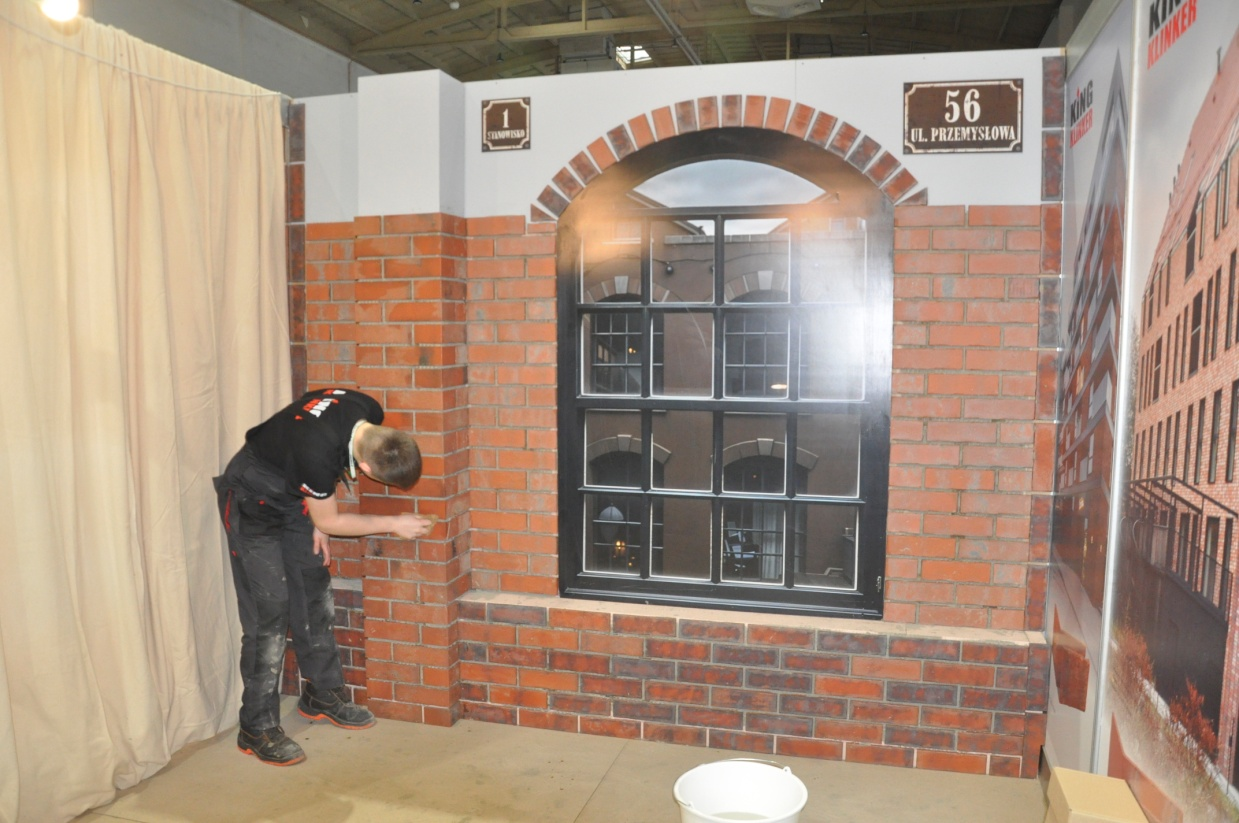 1
STANOWISKO
56
UL. PRZEMYSŁOWA
KING
KLINKER
KING
KLINKER